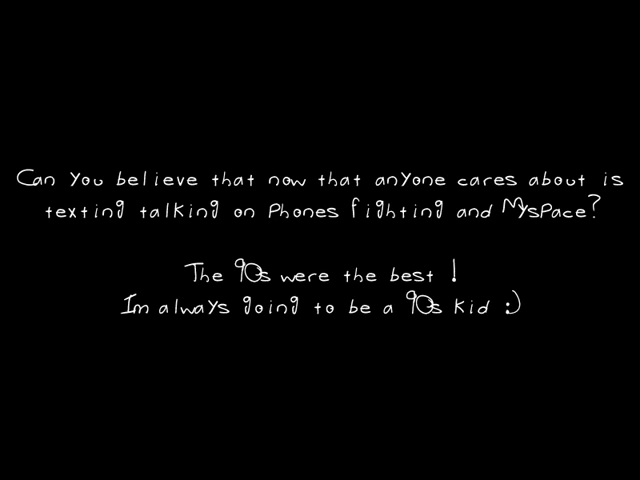 Can you believe that now that anyone cares about is
texting talking on Phones fighting and MysPace?
The 90s were the best !
Im always going to be a 90s kid :)